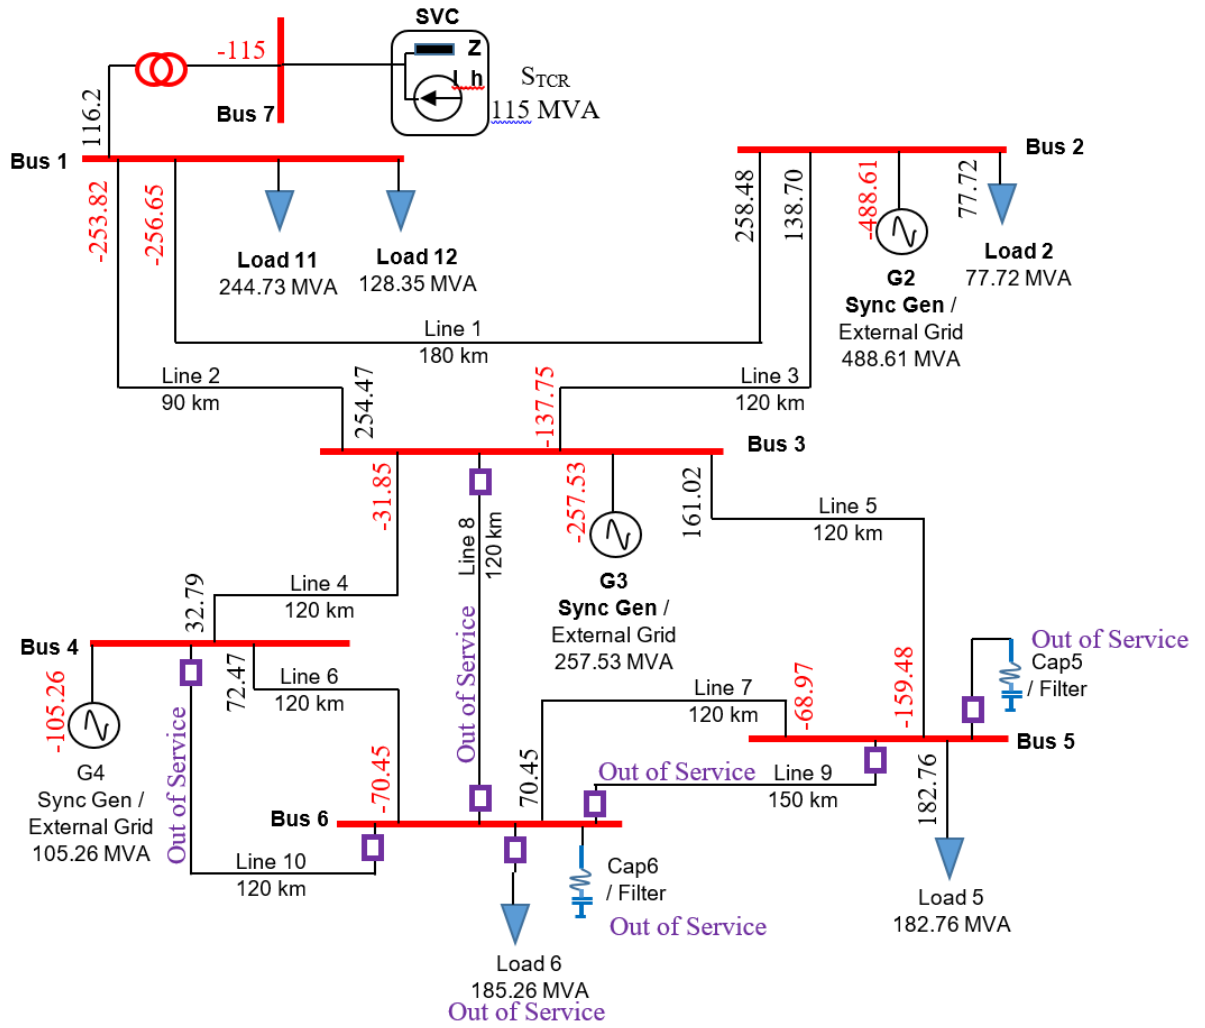 SVC
Z
I_h
S_TCR
115 MVA
-115
Bus 7
116.2
Bus 1
-253.82
-256.65
Load 11
244.73 MVA
Load 12
128.35 MVA
Bus 2
258.48
138.70
-488.61
77.72
G2
Sync Gen /
External Grid
488.61 MVA
Load 2
77.72 MVA
Line 1
180 km
Line 2
90 km
254.47
-137.75
Line 3
120 km
Bus 3
-31.85
Line 8
120 km
Out of Service
-257.53
G3
Sync Gen /
External Grid
257.53 MVA
161.02
Line 5
120 km
Line 4
120 km
32.79
Bus 4
72.47
Line 6
120 km
-105.26
G4
Sync Gen /
External Grid
105.26 MVA
Out of Service
-70.45
Line 7
120 km
-68.97
-159.48
Out of Service
Cap5
/ Filter
Bus 5
70.45
Out of Service
Line 9
150 km
182.76
Load 5
182.76 MVA
Bus 6
Line 10
120 km
Cap6
/ Filter
Out of Service
Load 6
185.26 MVA
Out of Service